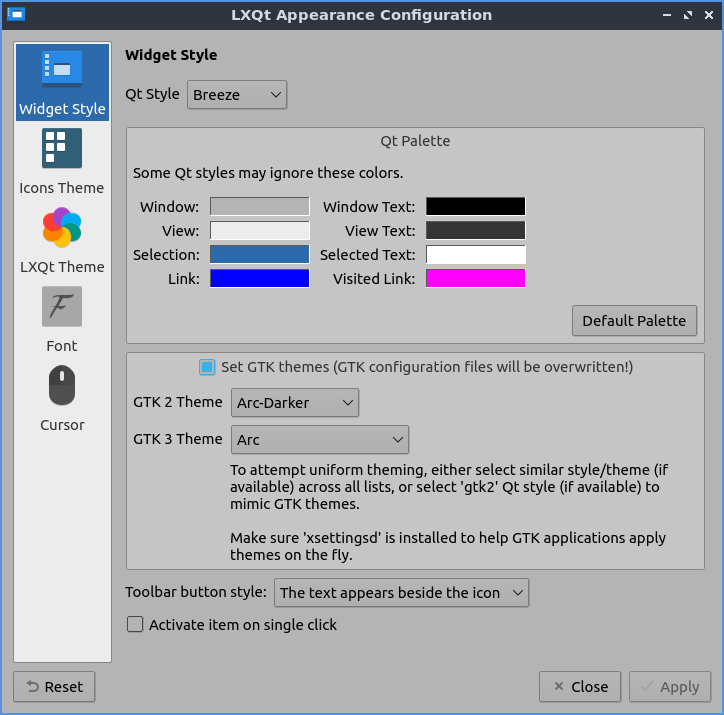 LXQt Appearance Configuration
Widget Style
Icons Theme
LXQt Theme
Font
Cursor
Widget Style
Qt Style Breeze
Qt Palette
Some Qt styles may ignore these colors.
Window: Window Text:
View: View Text:
Selection: Selected Text:
Link: Visited Link:
Default Palette
Set GTK themes (GTK configuration files will be overwritten!)
GTK 2 Theme Arc-Darker
GTK 3 Theme Arc
To attempt uniform theming, either select similar style/theme (if
available) across all lists, or select 'gtk2' Qt style (if available) to
mimic GTK themes.
Make sure 'xsettingsd' is installed to help GTK applications apply
themes on the fly.
Toolbar button style: The text appears beside the icon
Activate item on single click
Reset Close Apply